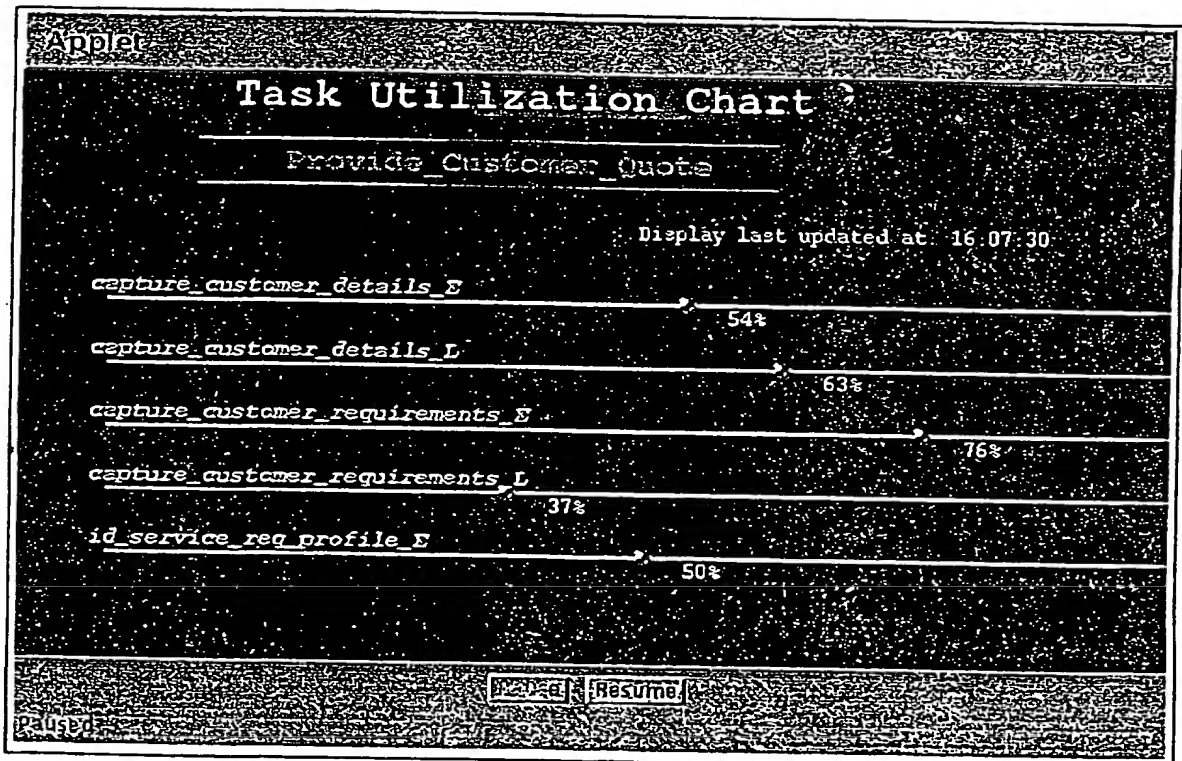 Applet
Task Utilization Chart
Provide_Customer_Quote
Display last updated at 16:07:30
capture_customer_details_E
54%
capture_customer_details_L
63%
capture_customer_requirements_E
76%
capture_customer_requirements_L
37%
id_service_req_profile_E
50%
Pause Resume
paused